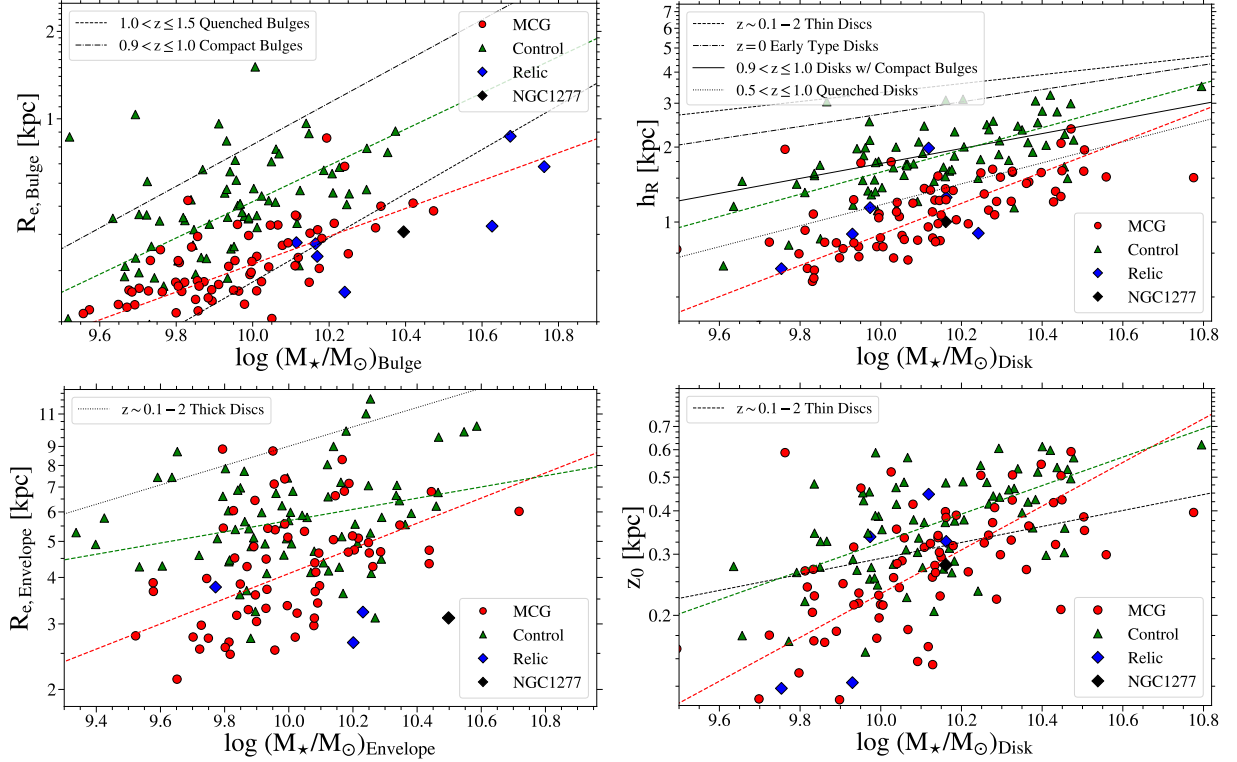 1.0 < z ≤ 1.5 Quenched Bulges
0.9 < z ≤ 1.0 Compact Bulges
MCG
Control
Relic
NGC1277
2
1
R_{e, Bulge} [kpc]
9.6 9.8 10.0 10.2 10.4 10.6 10.8
log (M⋆/M⊙)_{Bulge}
z ~ 0.1 − 2 Thin Discs
z = 0 Early Type Disks
0.9 < z ≤ 1.0 Disks w/ Compact Bulges
0.5 < z ≤ 1.0 Quenched Disks
MCG
Control
Relic
NGC1277
7
5
4
3
2
1
h_R [kpc]
9.6 9.8 10.0 10.2 10.4 10.6 10.8
log (M⋆/M⊙)_{Disk}
z ~ 0.1 − 2 Thick Discs
MCG
Control
Relic
NGC1277
11
9
8
7
6
5
4
3
2
R_{e, Envelope} [kpc]
9.4 9.6 9.8 10.0 10.2 10.4 10.6 10.8
log (M⋆/M⊙)_{Envelope}
z ~ 0.1 − 2 Thin Discs
MCG
Control
Relic
NGC1277
0.7
0.6
0.5
0.4
0.3
0.2
z_0 [kpc]
9.6 9.8 10.0 10.2 10.4 10.6 10.8
log (M⋆/M⊙)_{Disk}